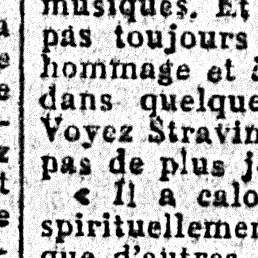 musiques. Et
pas toujours
hommage et à
dans quelque
Voyez Stravin
pas de plus j
« Il a calo
spirituellemen
que d'autres